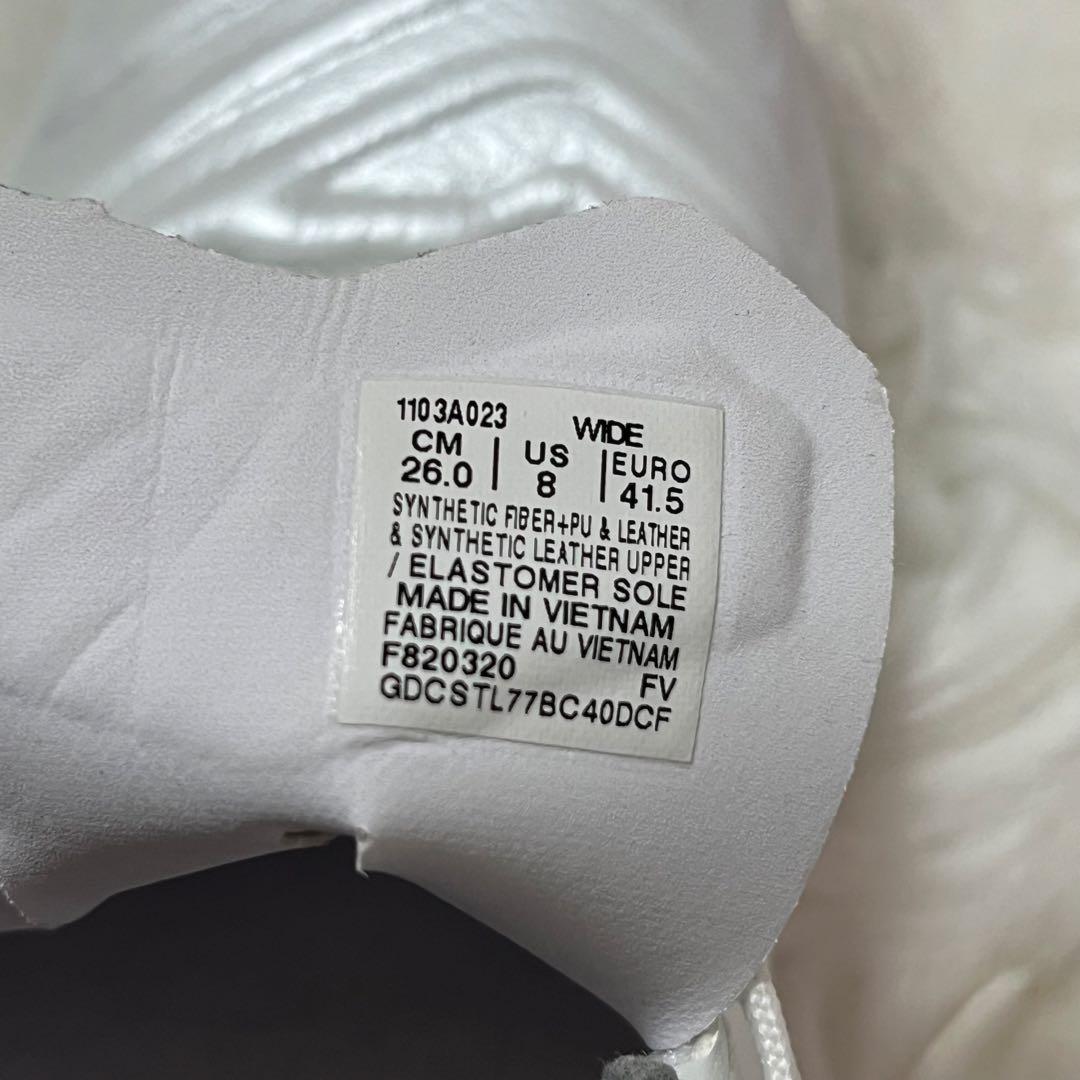 1103A023 WIDE
CM 26.0 | US 8 | EURO 41.5
SYNTHETIC FIBER+PU & LEATHER
& SYNTHETIC LEATHER UPPER
/ ELASTOMER SOLE
MADE IN VIETNAM
FABRIQUE AU VIETNAM
F820320 FV
GDCSTL77BC40DCF